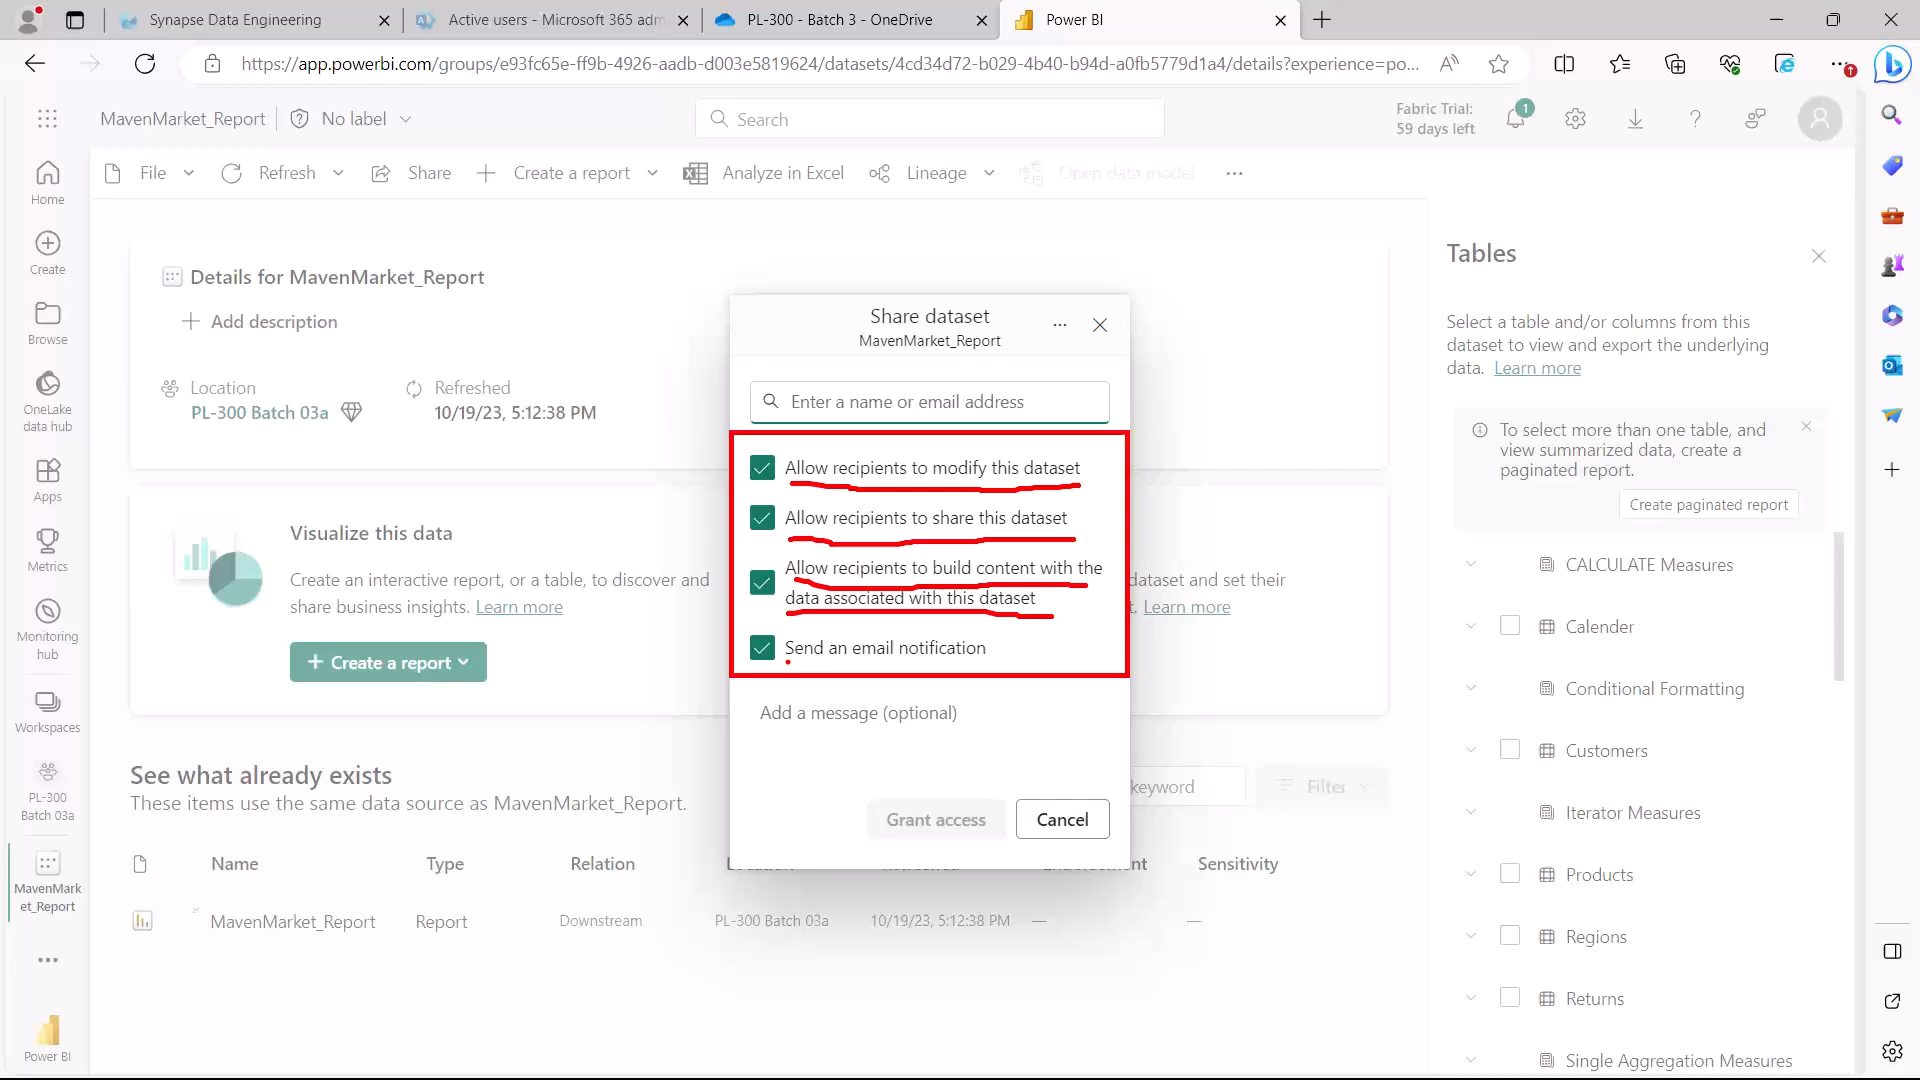 Synapse Data Engineering
Active users - Microsoft 365 adm
PL-300 - Batch 3 - OneDrive
Power BI
https://app.powerbi.com/groups/e93fc65e-ff9b-4926-aadb-d003e5819624/datasets/4cd34d72-b029-4b40-b94d-a0fb5779d1a4/details?experience=po...
MavenMarket_Report
No label
Search
Fabric Trial:
59 days left
1
File
Refresh
Share
Create a report
Analyze in Excel
Lineage
Open data model
Home
Create
Browse
OneLake
data hub
Apps
Metrics
Monitoring
hub
Workspaces
PL-300
Batch 03a
MavenMark
et_Report
Power BI
Details for MavenMarket_Report
Add description
Location
PL-300 Batch 03a
Refreshed
10/19/23, 5:12:38 PM
Visualize this data
Create an interactive report, or a table, to discover and
share business insights. Learn more
Create a report
dataset and set their
t. Learn more
See what already exists
These items use the same data source as MavenMarket_Report.
keyword
Filter
Name
Type
Relation
Sensitivity
MavenMarket_Report
Report
Downstream
PL-300 Batch 03a
10/19/23, 5:12:38 PM
—
—
Share dataset
MavenMarket_Report
Enter a name or email address
Allow recipients to modify this dataset
Allow recipients to share this dataset
Allow recipients to build content with the
data associated with this dataset
Send an email notification
Add a message (optional)
Grant access
Cancel
Tables
Select a table and/or columns from this
dataset to view and export the underlying
data. Learn more
To select more than one table, and
view summarized data, create a
paginated report.
Create paginated report
CALCULATE Measures
Calender
Conditional Formatting
Customers
Iterator Measures
Products
Regions
Returns
Single Aggregation Measures